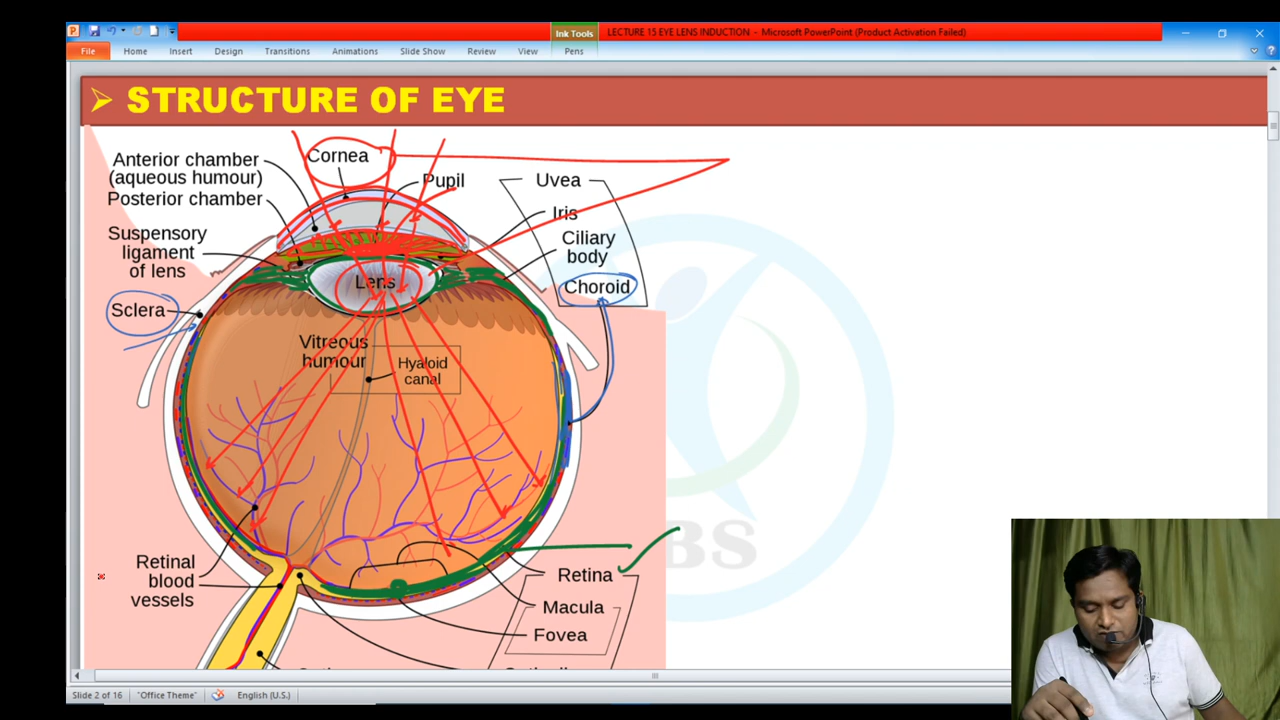 Ink Tools
LECTURE 15 EYE LENS INDUCTION - Microsoft PowerPoint (Product Activation Failed)
File Home Insert Design Transitions Animations Slide Show Review View Pens
STRUCTURE OF EYE
Cornea
Anterior chamber
(aqueous humour)
Posterior chamber
Pupil
Uvea
Iris
Ciliary
body
Choroid
Suspensory
ligament
of lens
Lens
Sclera
Vitreous
humour
Hyaloid
canal
Retinal
blood
vessels
Retina
Macula
Fovea
BS
Slide 2 of 16 "Office Theme" English (U.S.)